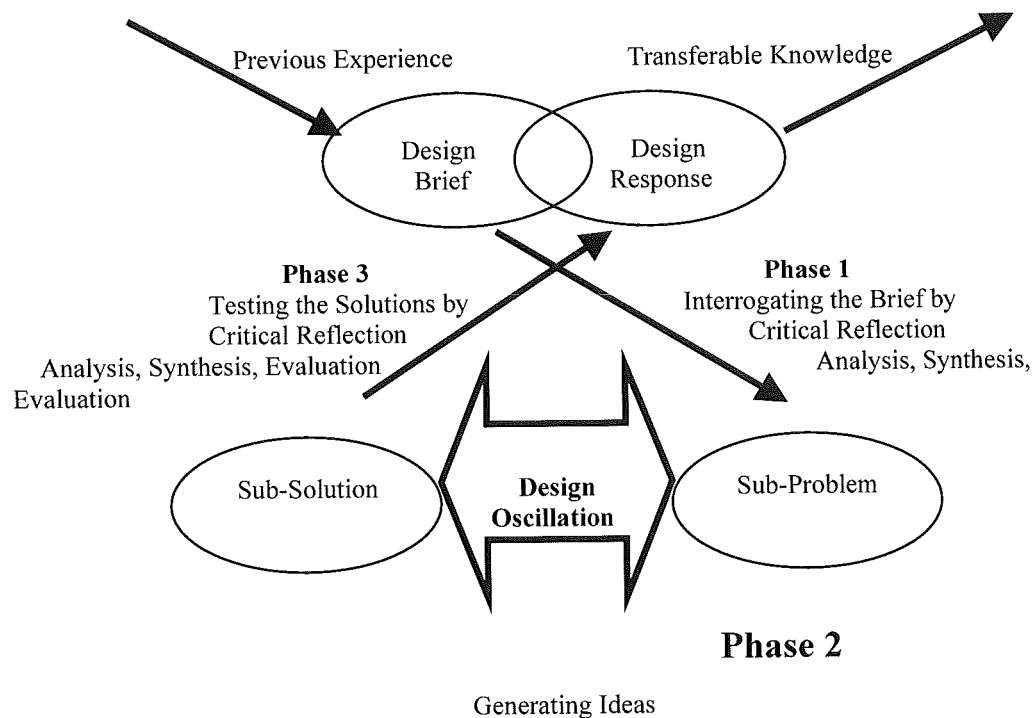 Previous Experience
Transferable Knowledge
Design
Brief
Design
Response
Phase 3
Testing the Solutions by
Critical Reflection
Analysis, Synthesis, Evaluation
Evaluation
Phase 1
Interrogating the Brief by
Critical Reflection
Analysis, Synthesis,
Sub-Solution
Design
Oscillation
Sub-Problem
Phase 2
Generating Ideas